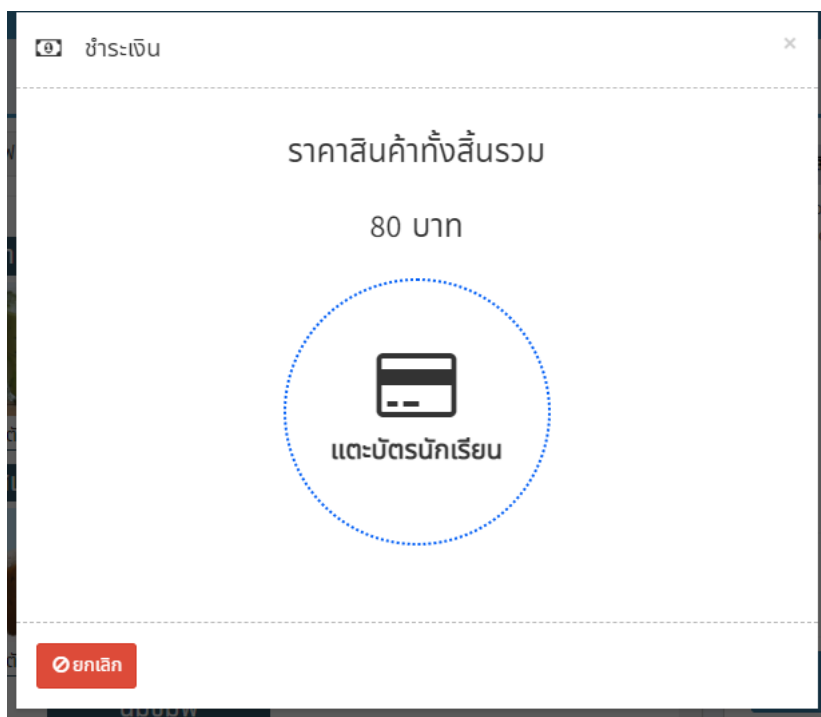 ชำระเงิน
×
ราคาสินค้าทั้งสิ้นรวม
80 บาท
แตะบัตรนักเรียน
ยกเลิก